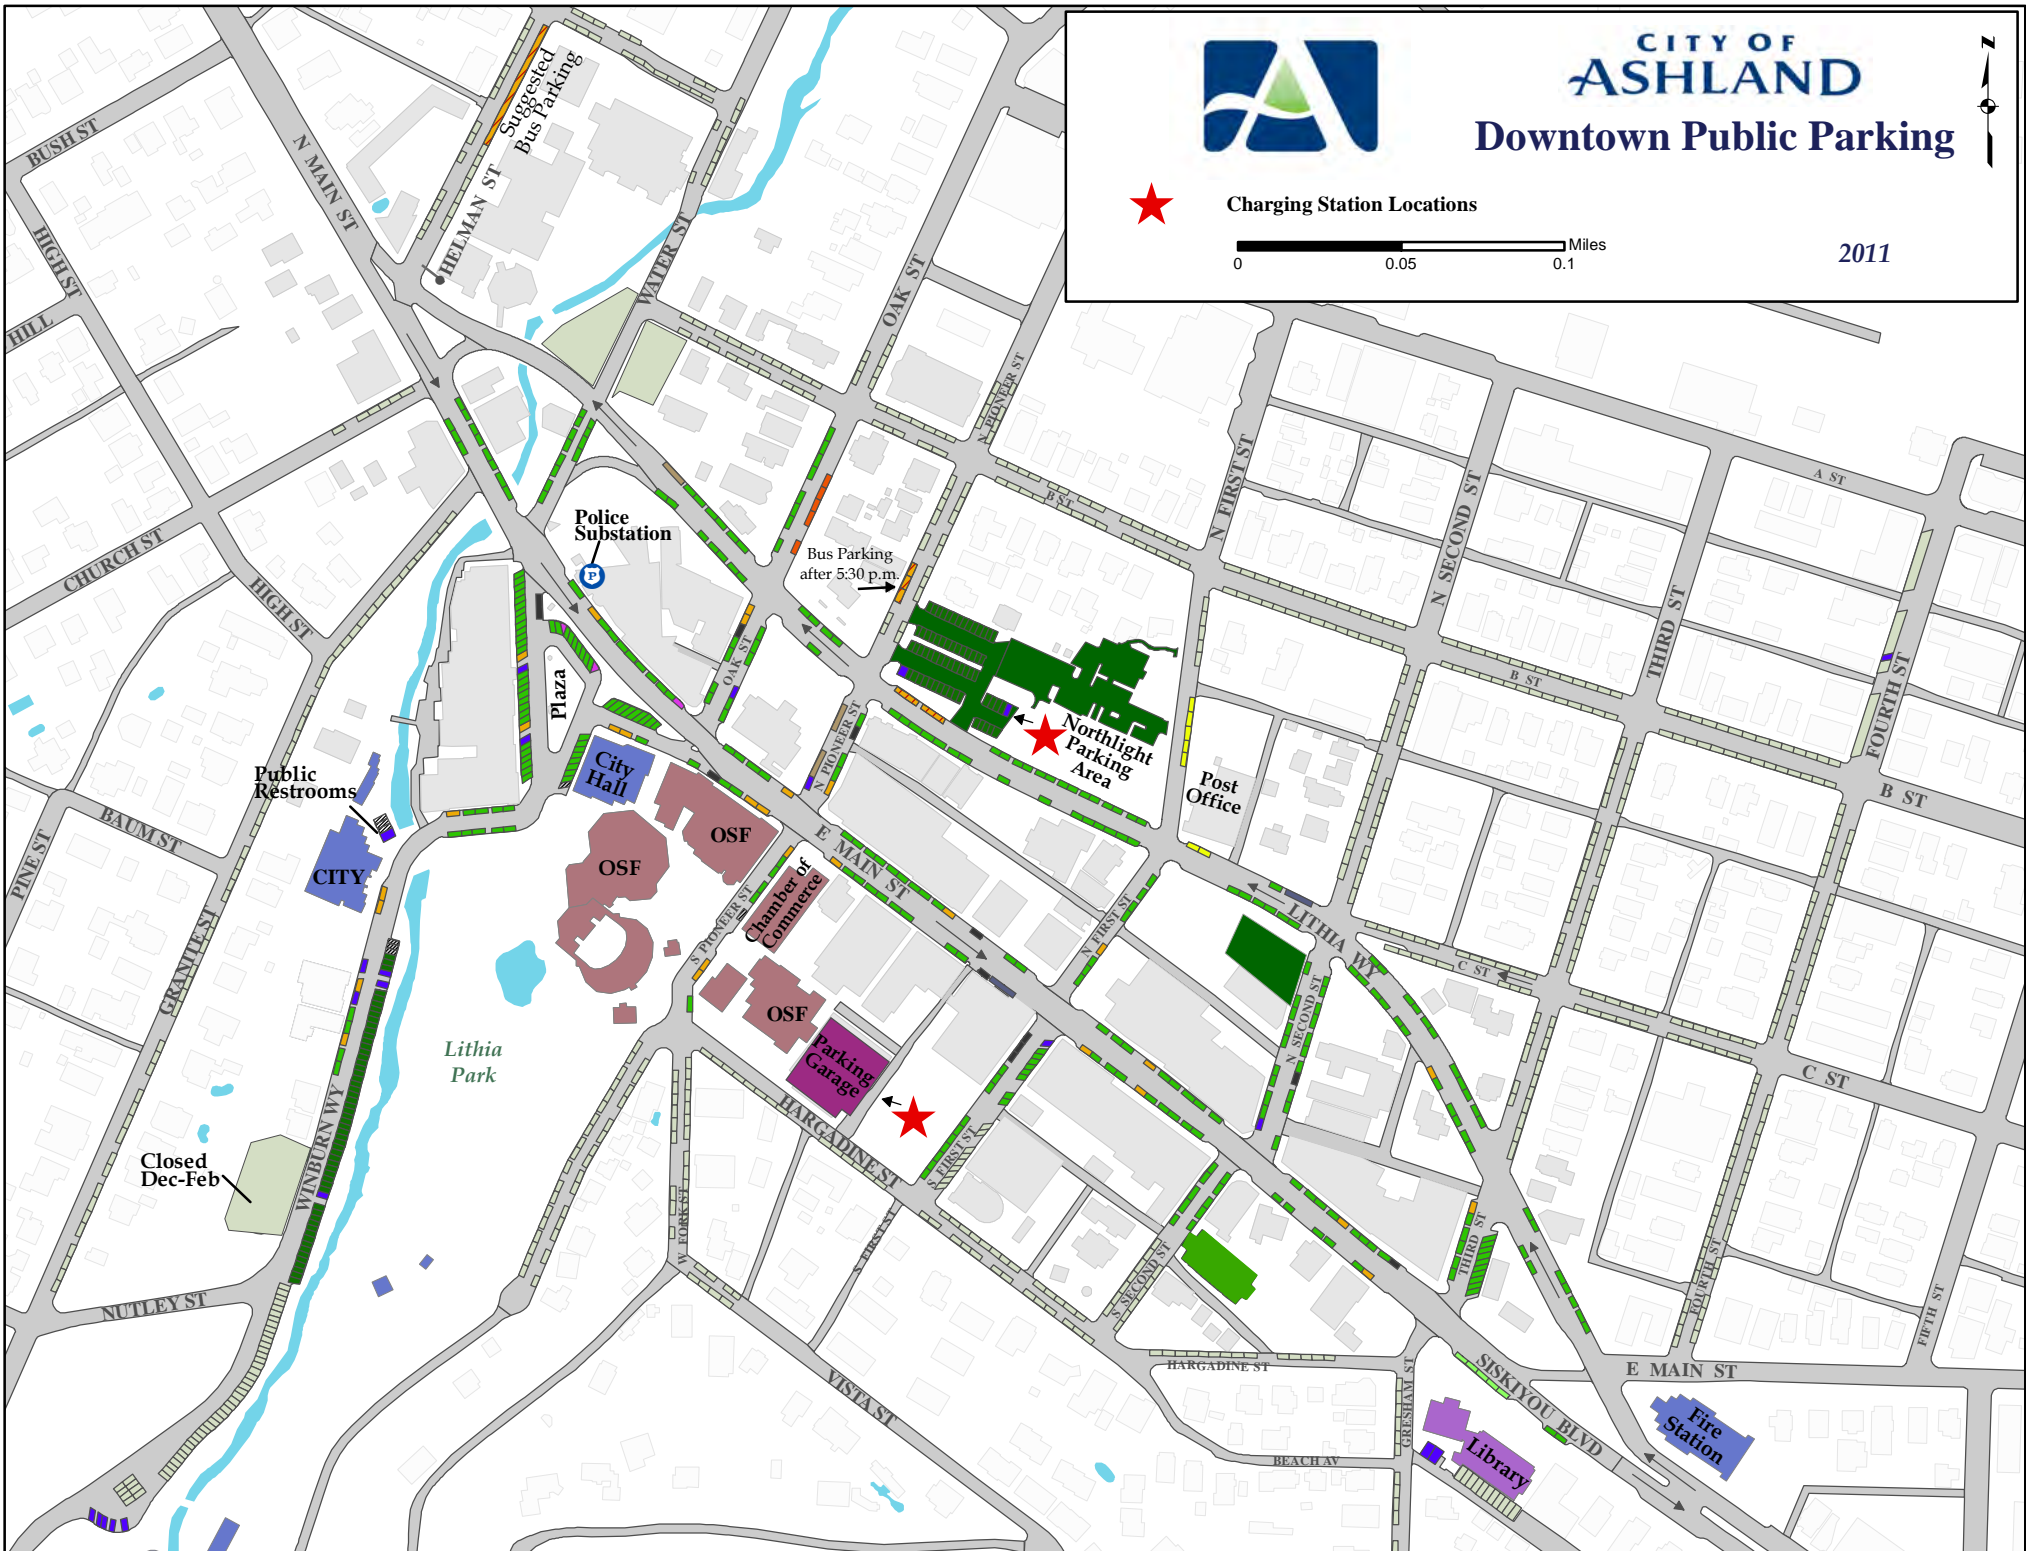 CITY OF
ASHLAND
Downtown Public Parking
N
Charging Station Locations
Miles
0
0.05
0.1
2011
Suggested
Bus Parking
BUSH ST
N MAIN ST
HELMAN ST
HIGH ST
HILL
WATER ST
OAK ST
N PIONEER ST
N FIRST ST
B ST
N SECOND ST
A ST
THIRD ST
FOURTH ST
B ST
B ST
CHURCH ST
HIGH ST
Police
Substation
P
Bus Parking
after 5:30 p.m.
OAK ST
Plaza
N PIONEER ST
Northlight
Parking
Area
Post
Office
City
Hall
Public
Restrooms
CITY
BAUM ST
PINE ST
GRANITE ST
OSF
OSF
E MAIN ST
S PIONEER ST
Chamber of
Commerce
OSF
N FIRST ST
LITHIA WY
C ST
N SECOND ST
C ST
Lithia
Park
Parking
Garage
HARGADINE ST
S FIRST ST
WINBURN WY
Closed
Dec-Feb
NUTLEY ST
W FORK ST
S FIRST ST
S SECOND ST
THIRD ST
FOURTH ST
FIFTH ST
HARGADINE ST
GRESHAM ST
SISKIYOU BLVD
E MAIN ST
VISTA ST
BEACH AV
Library
Fire
Station